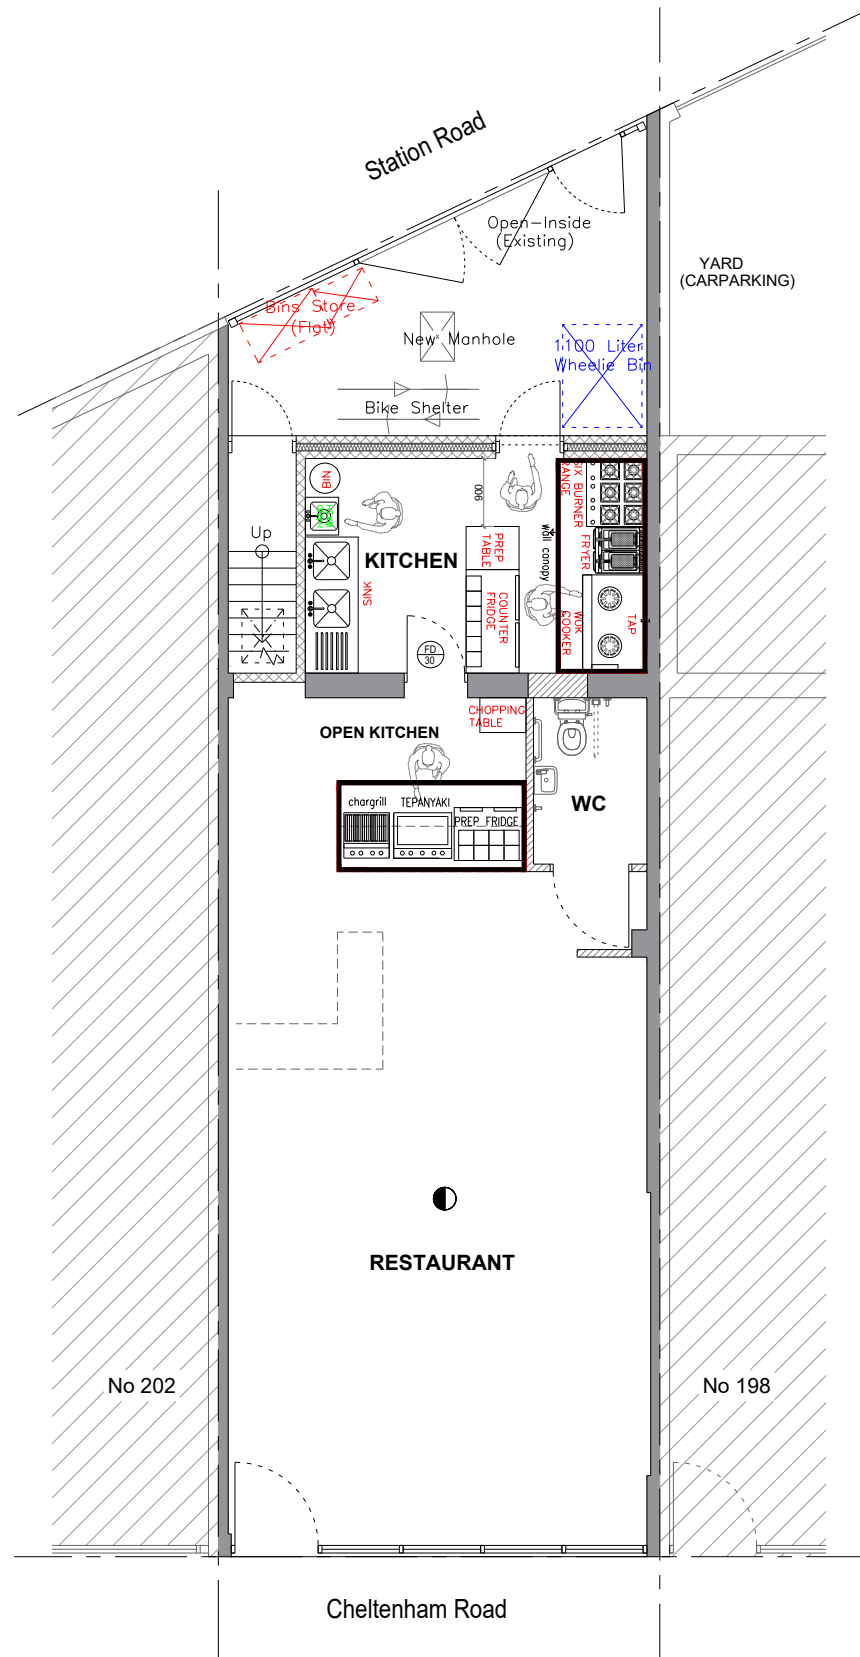 Station Road
Open-Inside
(Existing)
YARD
(CARPARKING)
Bins Store
(Flat)
New Manhole
1100 Liter
Wheelie Bin
Bike Shelter
BIN
900
SIX BURNER
RANGE
Up
KITCHEN
PREP
TABLE
wall canopy
FRYER
SINK
COUNTER
FRIDGE
WOK
COOKER
TAP
FD
30
CHOPPING
TABLE
OPEN KITCHEN
WC
chargrill
TEPANYAKI
PREP_FRIDGE
RESTAURANT
No 202
No 198
Cheltenham Road